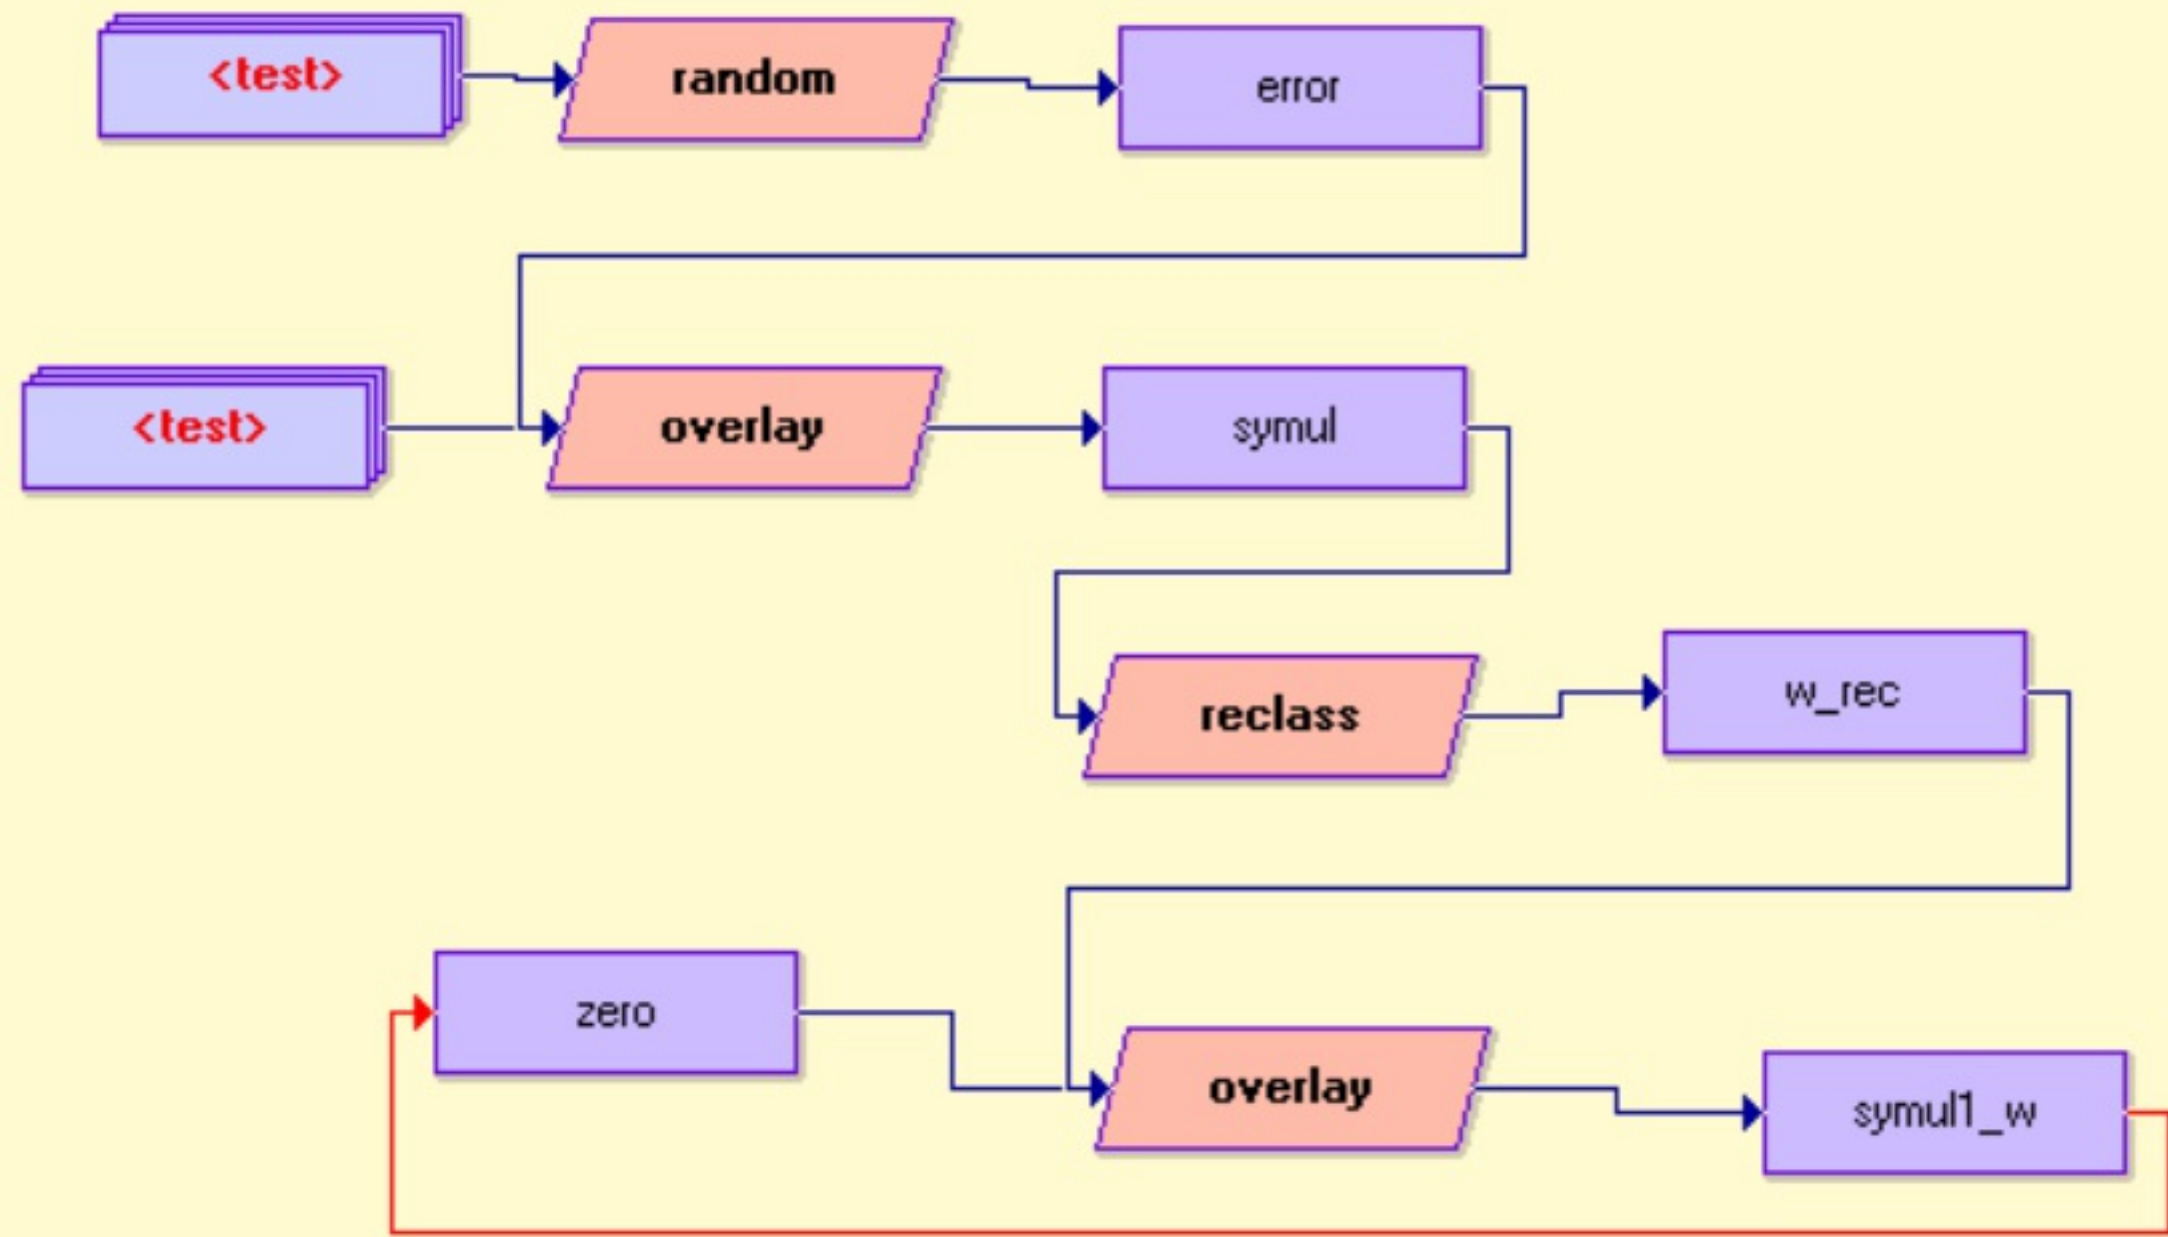 <test>
random
error
<test>
overlay
symul
reclass
w_rec
zero
overlay
symul1_w